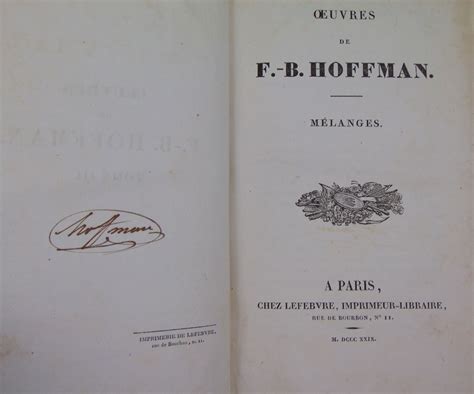 Hoffman
IMPRIMERIE DE LEFEBVRE,
rue de Bourbon, n. 11.
ŒUVRES
DE
F.-B. HOFFMAN.
MÉLANGES.
A PARIS,
CHEZ LEFEBVRE, IMPRIMEUR-LIBRAIRE,
RUE DE BOURBON, Nº 11.
M. DCCC XXIX.